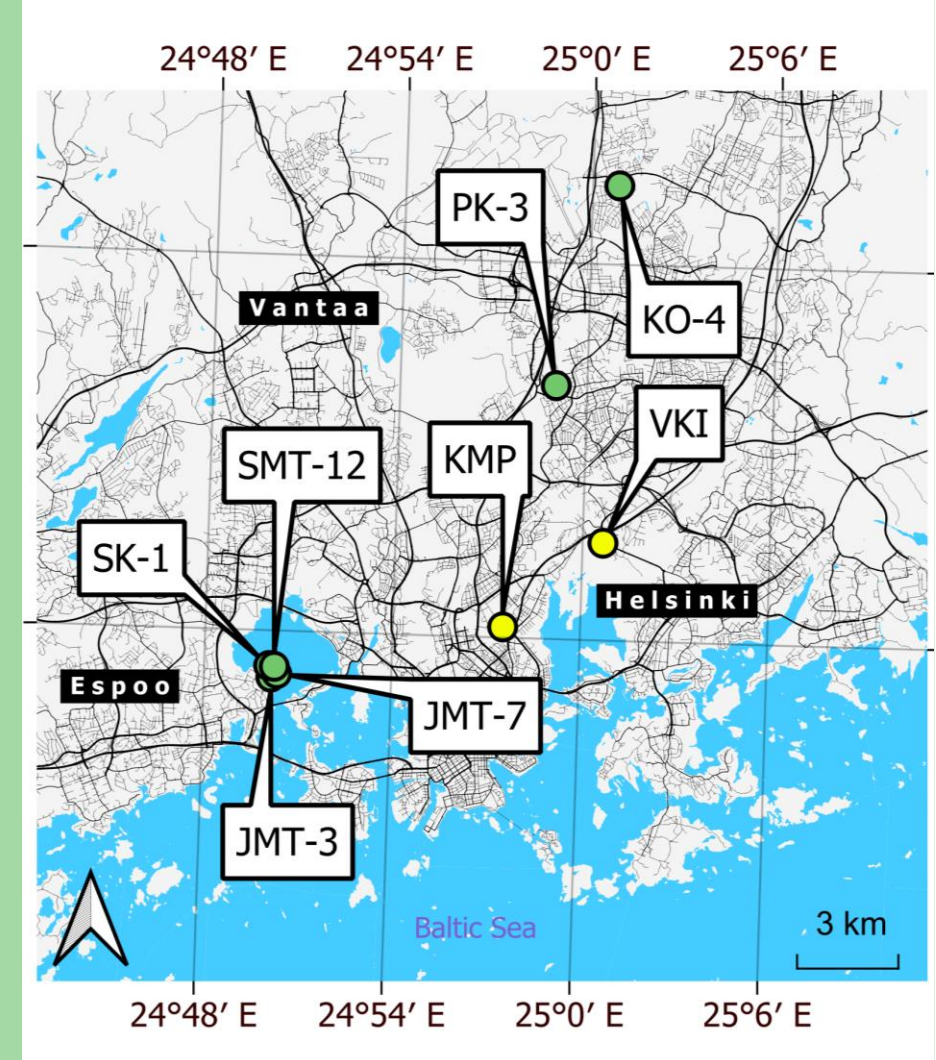 24°48′ E 24°54′ E 25°0′ E 25°6′ E
PK-3
KO-4
Vantaa
VKI
SMT-12
KMP
SK-1
Helsinki
Espoo
JMT-7
JMT-3
Baltic Sea
3 km
24°48′ E 24°54′ E 25°0′ E 25°6′ E